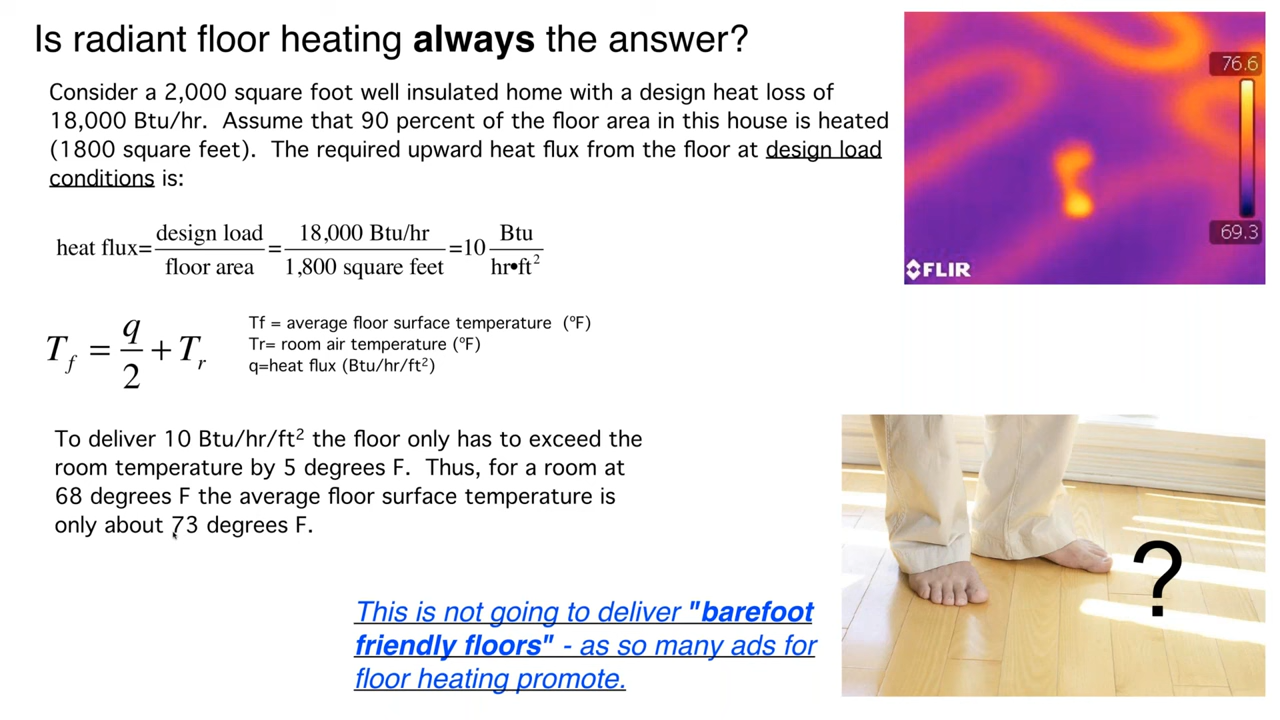 Is radiant floor heating always the answer?
Consider a 2,000 square foot well insulated home with a design heat loss of
18,000 Btu/hr. Assume that 90 percent of the floor area in this house is heated
(1800 square feet). The required upward heat flux from the floor at design load
conditions is:
heat flux= design load / floor area = 18,000 Btu/hr / 1,800 square feet =10 Btu / hr•ft²
T_f = q/2 + T_r
Tf = average floor surface temperature (ºF)
Tr= room air temperature (ºF)
q=heat flux (Btu/hr/ft²)
To deliver 10 Btu/hr/ft² the floor only has to exceed the
room temperature by 5 degrees F. Thus, for a room at
68 degrees F the average floor surface temperature is
only about 73 degrees F.
This is not going to deliver "barefoot
friendly floors" - as so many ads for
floor heating promote.
76.6
69.3
FLIR
?